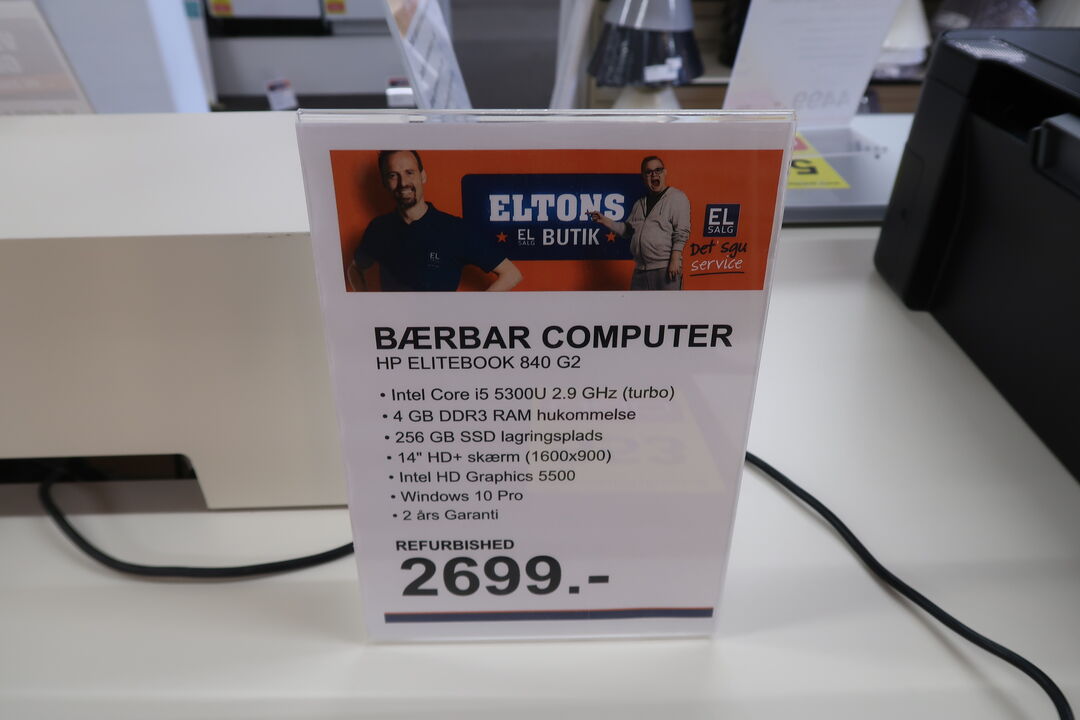 ELTONS
EL SALG BUTIK
EL
SALG
Det' sgu
service
EL
BÆRBAR COMPUTER
HP ELITEBOOK 840 G2
• Intel Core i5 5300U 2.9 GHz (turbo)
• 4 GB DDR3 RAM hukommelse
• 256 GB SSD lagringsplads
• 14" HD+ skærm (1600x900)
• Intel HD Graphics 5500
• Windows 10 Pro
• 2 års Garanti
REFURBISHED
2699.-